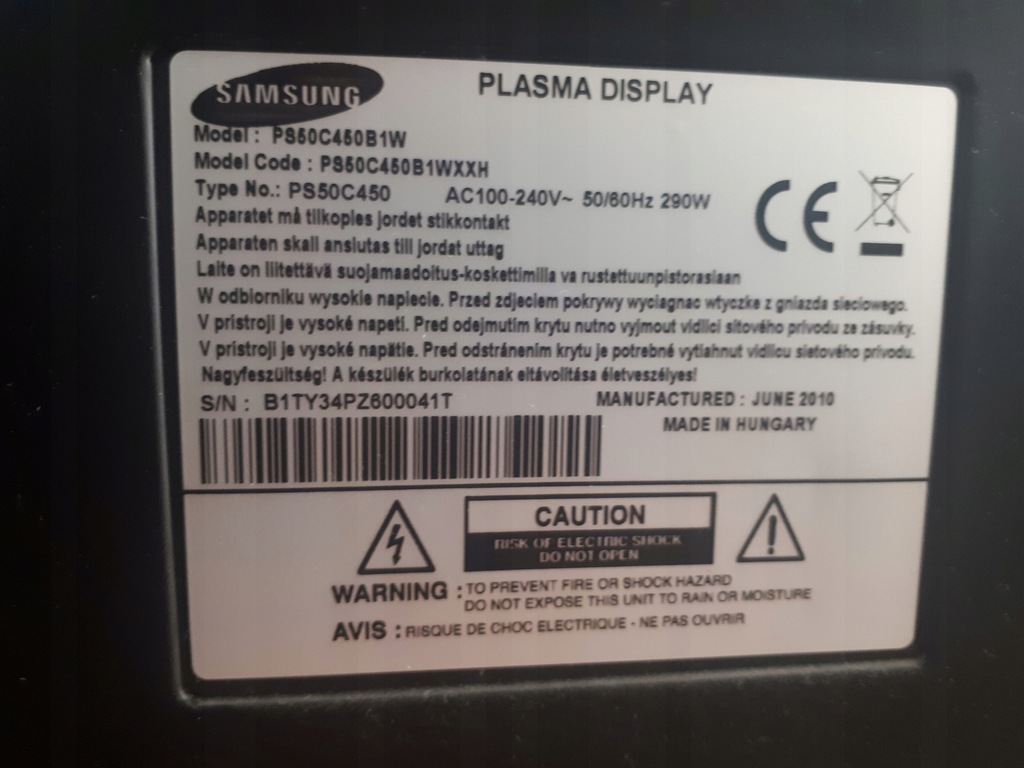 SAMSUNG
PLASMA DISPLAY
Model : PS50C450B1W
Model Code : PS50C450B1WXXH
Type No.: PS50C450 AC100-240V~ 50/60Hz 290W
Apparatet må tilkoples jordet stikkontakt
Apparaten skall anslutas till jordat uttag
Laite on liitettävä suojamaadoitus-koskettimilla va rustettuunpistorasiaan
W odbiorniku wysokie napiecie. Przed zdjeciem pokrywy wyciagnac wtyczke z gniazda sieciowego.
V pristroji je vysoké napeti. Pred odejmutim krytu nutno vyjmout vidlici sitového privodu ze zásuvky.
V pristroji je vysoké napätie. Pred odstránenim krytu je potrebné vytiahnut vidlicu sietového privodu.
Nagyfeszültség! A készülék burkolatának eltávolítása életveszélyes!
S/N : B1TY34PZ600041T
MANUFACTURED : JUNE 2010
MADE IN HUNGARY
CE
CAUTION
RISK OF ELECTRIC SHOCK
DO NOT OPEN
WARNING : TO PREVENT FIRE OR SHOCK HAZARD
DO NOT EXPOSE THIS UNIT TO RAIN OR MOISTURE
AVIS : RISQUE DE CHOC ELECTRIQUE - NE PAS OUVRIR